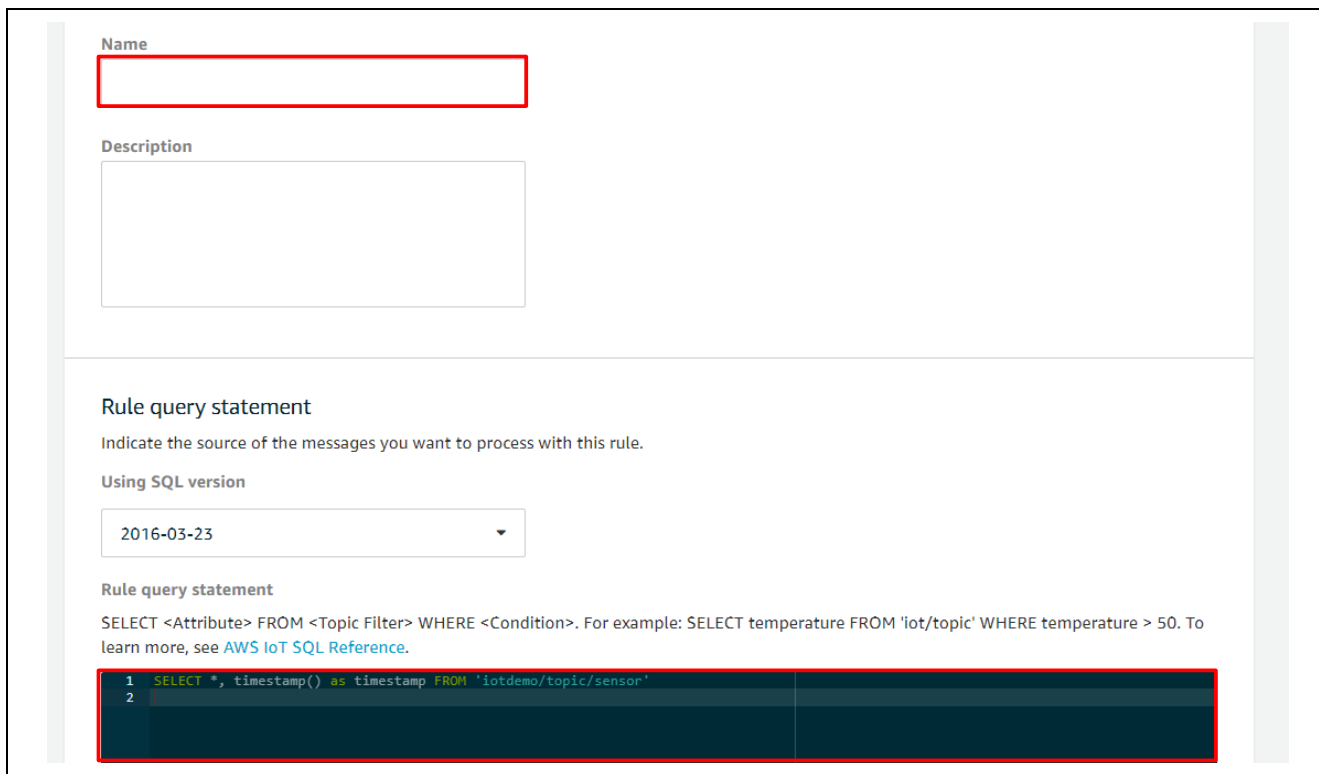 Name
Description
Rule query statement
Indicate the source of the messages you want to process with this rule.
Using SQL version
2016-03-23
Rule query statement
SELECT <Attribute> FROM <Topic Filter> WHERE <Condition>. For example: SELECT temperature FROM 'iot/topic' WHERE temperature > 50. To
learn more, see AWS IoT SQL Reference.
1 SELECT *, timestamp() as timestamp FROM 'iotdemo/topic/sensor'
2